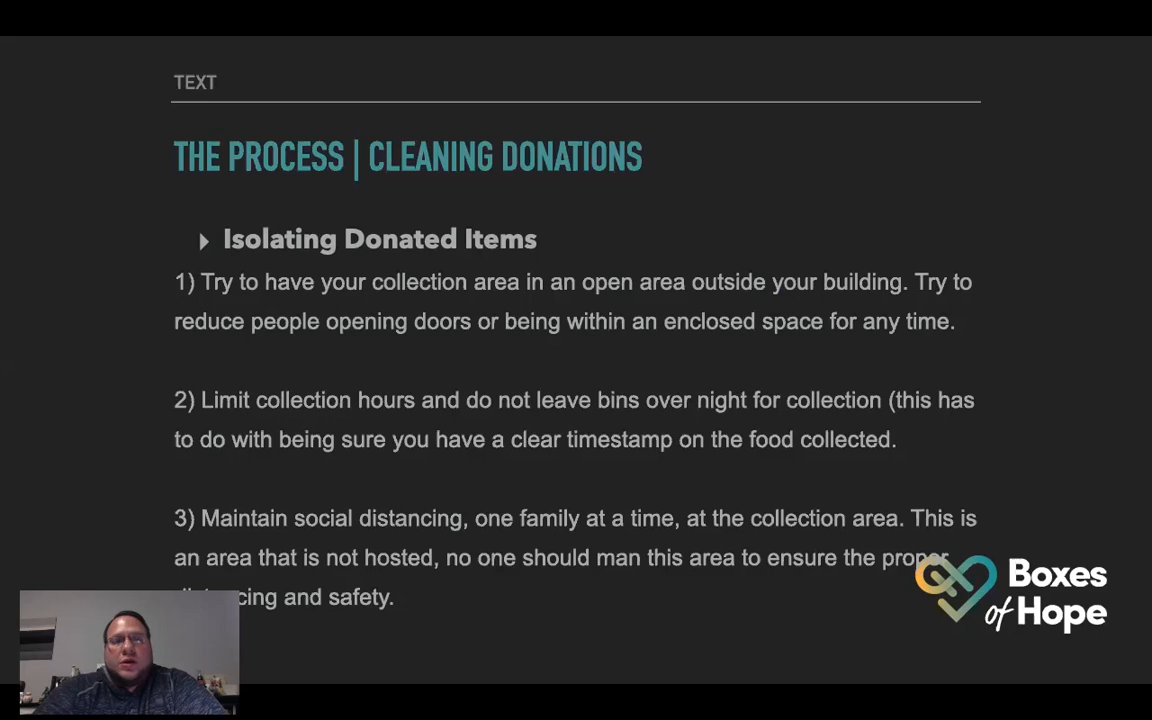 TEXT
THE PROCESS | CLEANING DONATIONS
Isolating Donated Items
1) Try to have your collection area in an open area outside your building. Try to
reduce people opening doors or being within an enclosed space for any time.
2) Limit collection hours and do not leave bins over night for collection (this has
to do with being sure you have a clear timestamp on the food collected.
3) Maintain social distancing, one family at a time, at the collection area. This is
an area that is not hosted, no one should man this area to ensure the proper
distancing and safety.
Boxes
of Hope